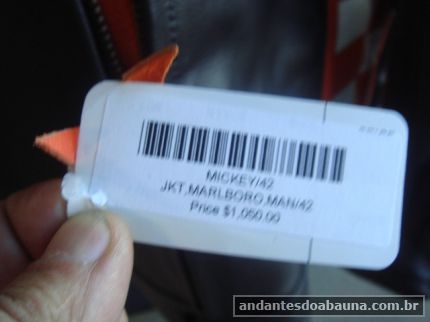 MICKEY/42
JKT,MARLBORO,MAN/42
Price $1,050.00
andantesdoabauna.com.br